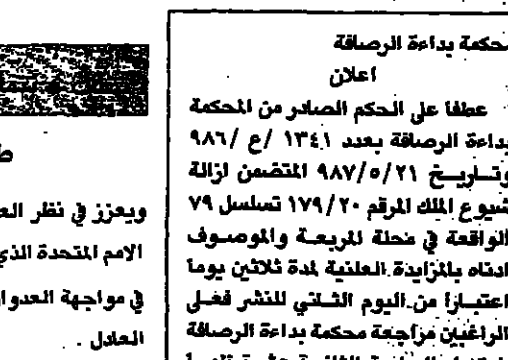 محكمة بداءة الرصافة
اعلان
عطفا على الحكم الصادر من المحكمة
بداءة الرصافة بعدد ١٣٤١ /ع /٩٨٦
وتاريخ ٩٨٧/٥/٢١ المتضمن ازالة
شيوع الملك المرقم ١٧٩/٢٠ تسلسل ٧٩
الواقعة في محلة المربعة والموصوف
ادناه بالمزايدة العلنية لمدة ثلاثين يوما
اعتبارا من اليوم الثاني للنشر فعلى
الراغبين مراجعة محكمة بداءة الرصافة
ويعزز في نظر
الامم المتحدة الذي
في مواجهة العدوا
العادل .